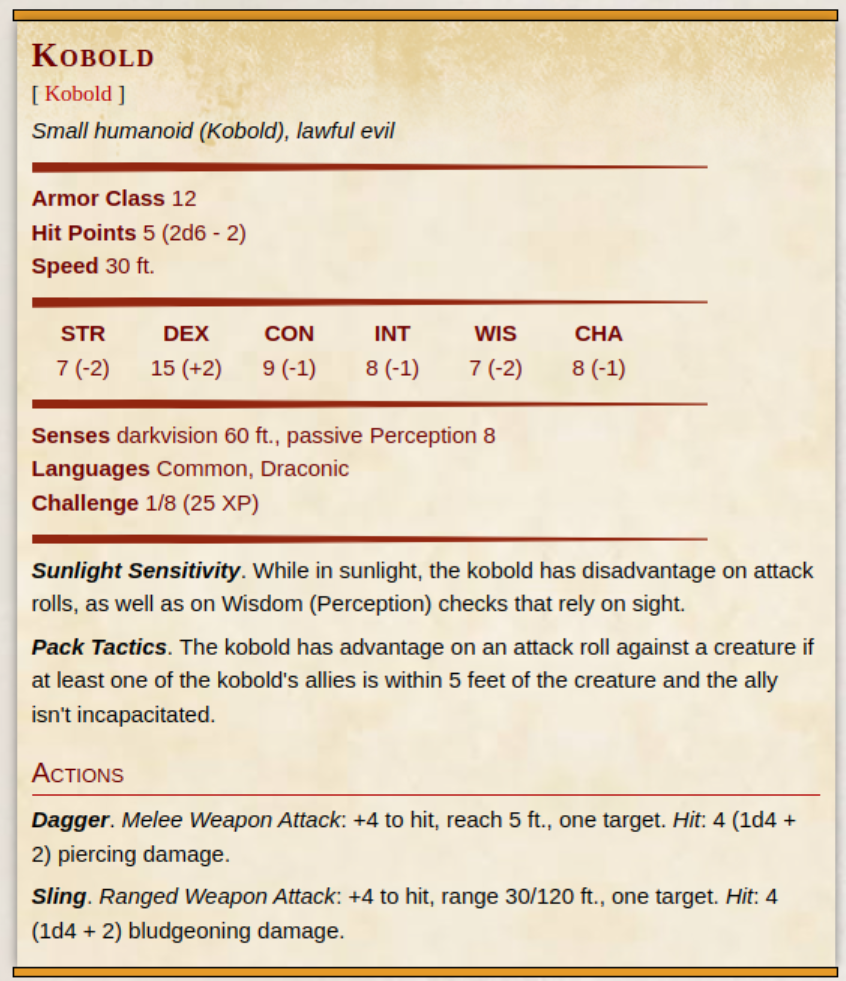 KOBOLD
[ Kobold ]
Small humanoid (Kobold), lawful evil
Armor Class 12
Hit Points 5 (2d6 - 2)
Speed 30 ft.
STR DEX CON INT WIS CHA
7 (-2) 15 (+2) 9 (-1) 8 (-1) 7 (-2) 8 (-1)
Senses darkvision 60 ft., passive Perception 8
Languages Common, Draconic
Challenge 1/8 (25 XP)
Sunlight Sensitivity. While in sunlight, the kobold has disadvantage on attack
rolls, as well as on Wisdom (Perception) checks that rely on sight.
Pack Tactics. The kobold has advantage on an attack roll against a creature if
at least one of the kobold's allies is within 5 feet of the creature and the ally
isn't incapacitated.
ACTIONS
Dagger. Melee Weapon Attack: +4 to hit, reach 5 ft., one target. Hit: 4 (1d4 +
2) piercing damage.
Sling. Ranged Weapon Attack: +4 to hit, range 30/120 ft., one target. Hit: 4
(1d4 + 2) bludgeoning damage.